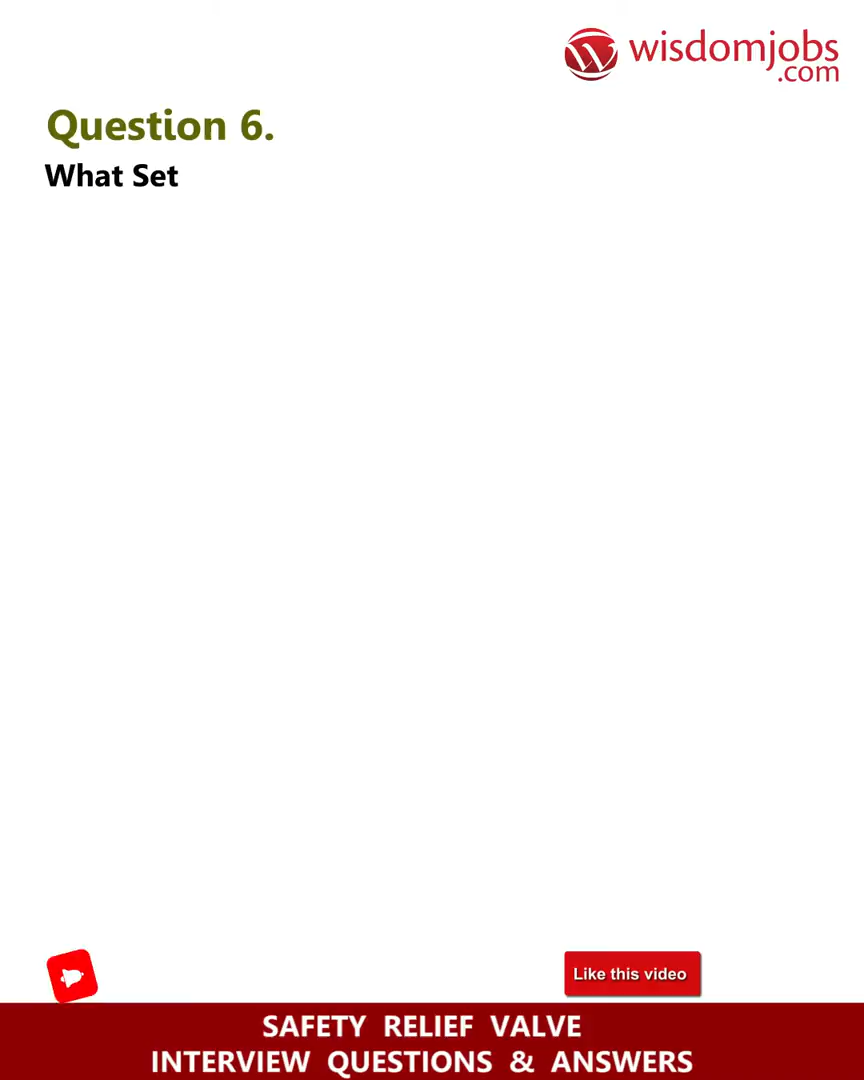 wisdomjobs
.com
Question 6.
What Set
Like this video
SAFETY RELIEF VALVE
INTERVIEW QUESTIONS & ANSWERS